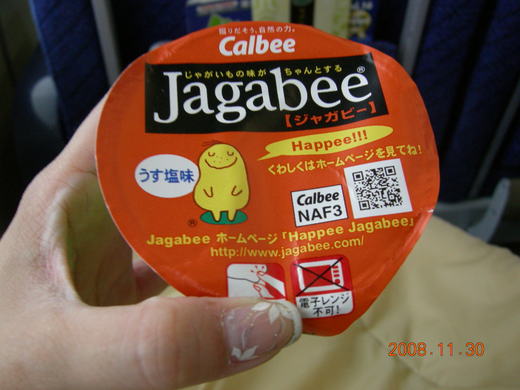 掘りだそう、自然の力。
Calbee
じゃがいもの味が ちゃんとする
Jagabee®
【ジャガビー】
Happee!!!
くわしくはホームページを見てね!
うす塩味
®
Calbee
NAF3
Jagabee ホームページ「Happee Jagabee」
http://www.jagabee.com/
電子レンジ
不可!
2008.11.30